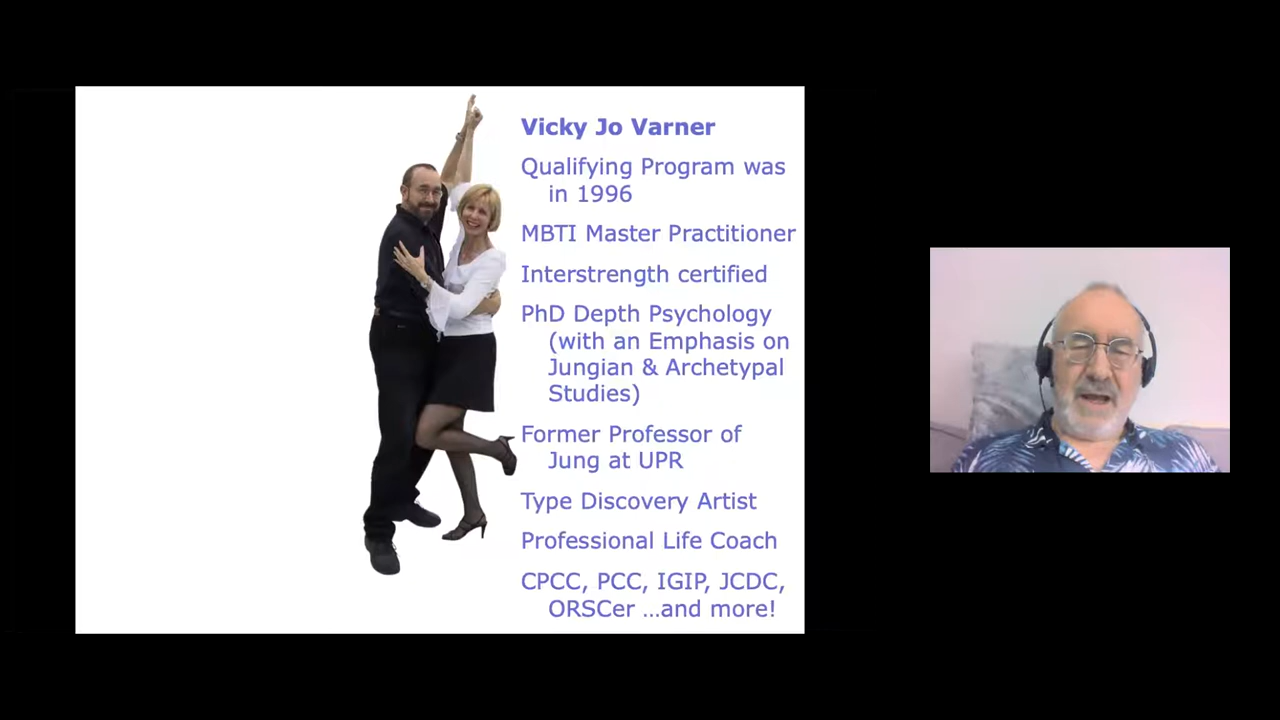 Vicky Jo Varner
Qualifying Program was
in 1996
MBTI Master Practitioner
Interstrength certified
PhD Depth Psychology
(with an Emphasis on
Jungian & Archetypal
Studies)
Former Professor of
Jung at UPR
Type Discovery Artist
Professional Life Coach
CPCC, PCC, IGIP, JCDC,
ORSCer ...and more!